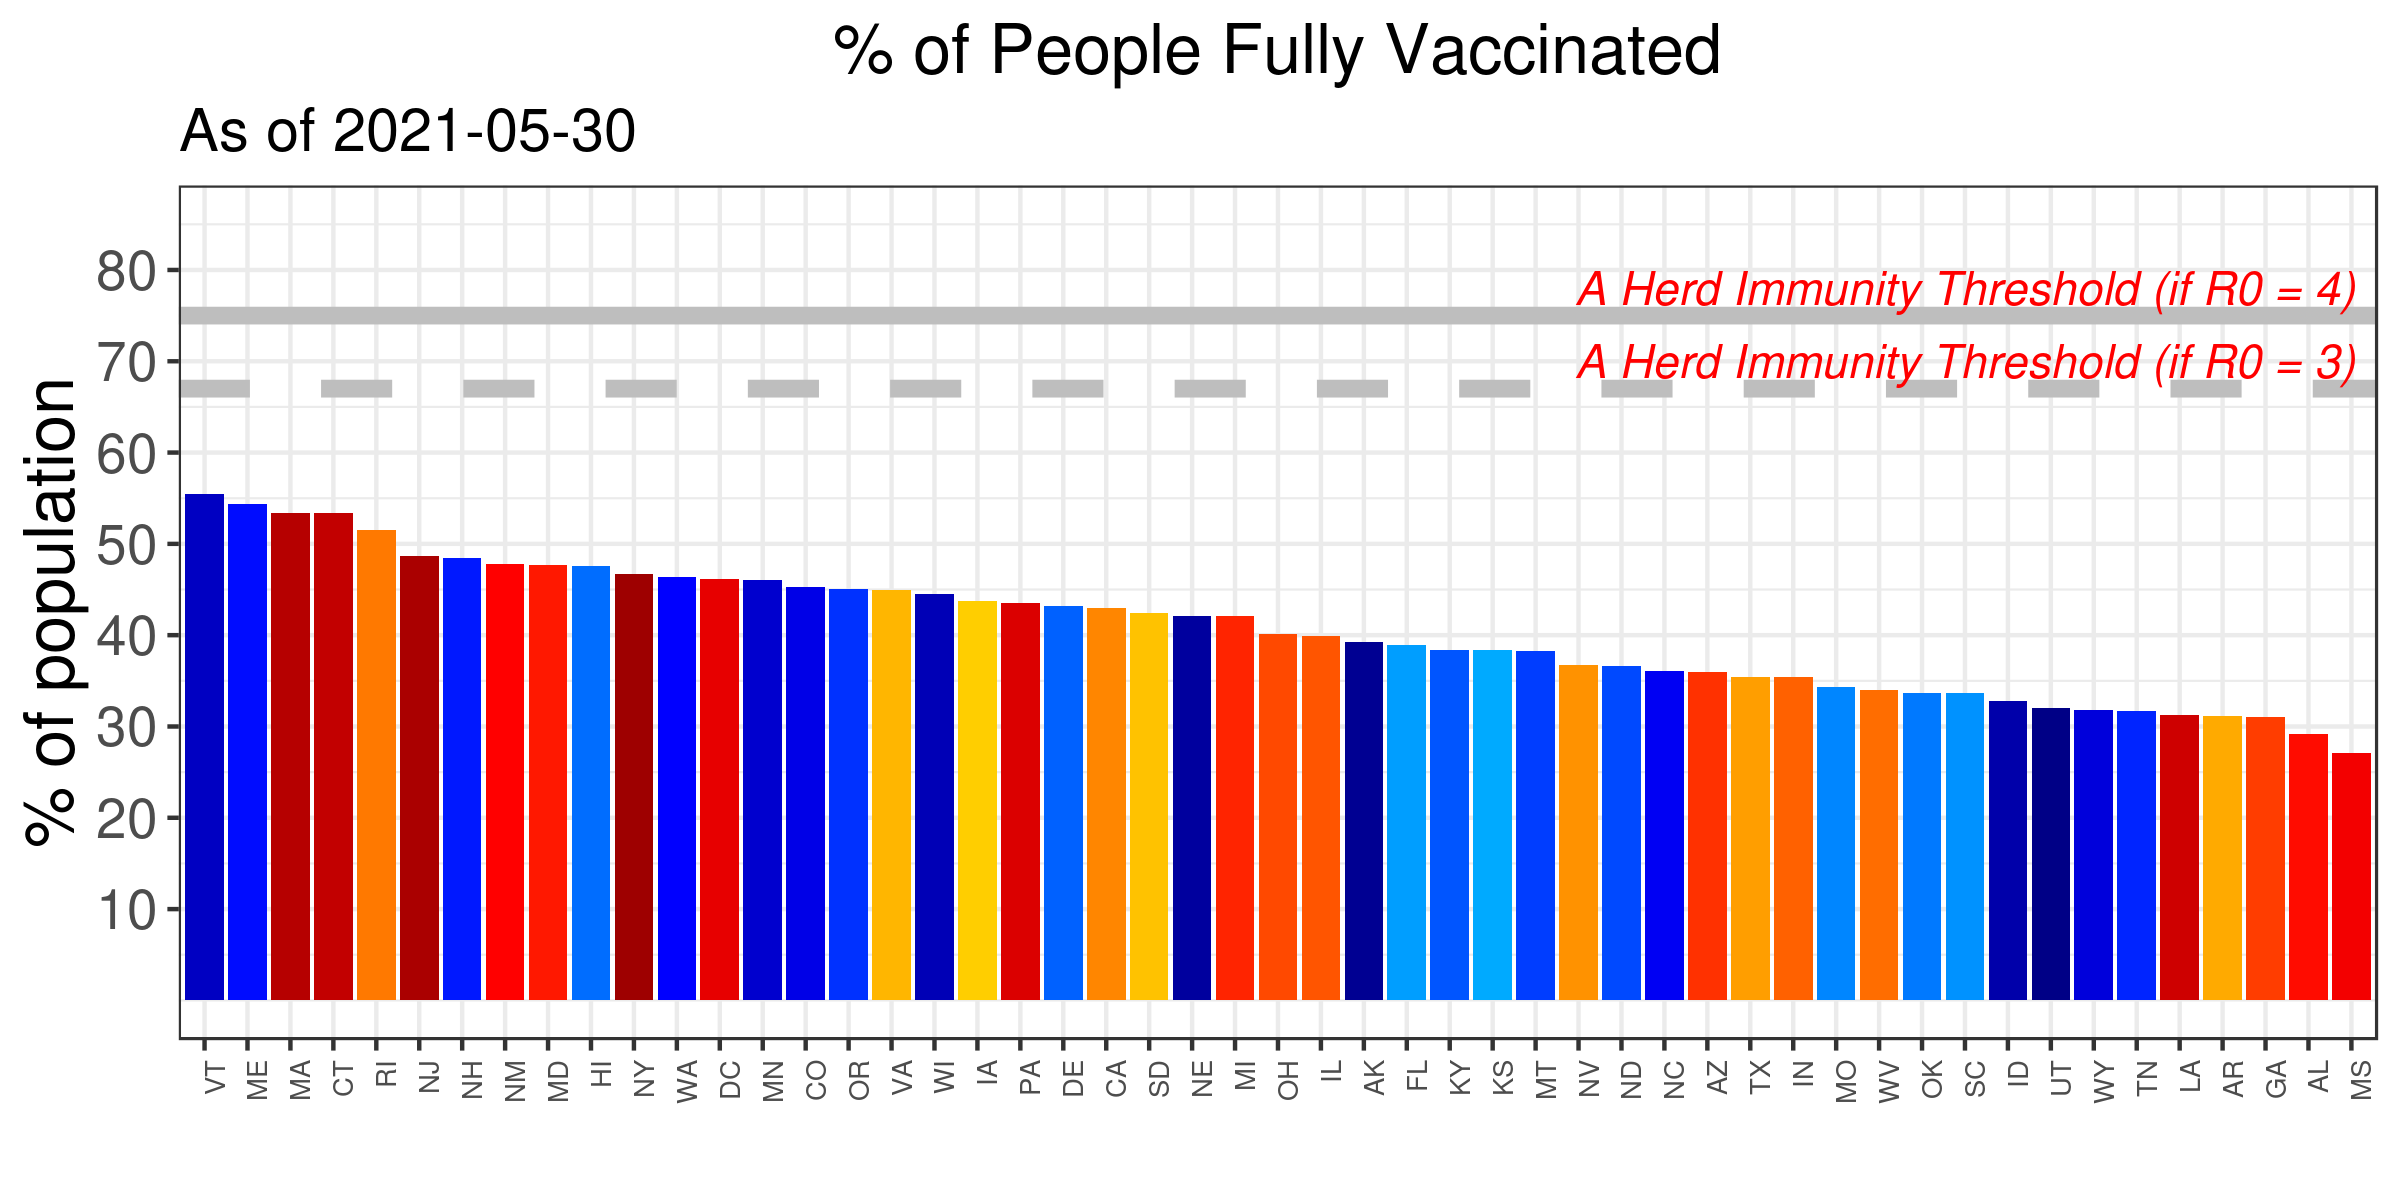 % of People Fully Vaccinated
As of 2021-05-30
% of population
80
70
60
50
40
30
20
10
A Herd Immunity Threshold (if R0 = 4)
A Herd Immunity Threshold (if R0 = 3)
VT ME MA CT RI NJ NH NM MD HI NY WA DC MN CO OR VA WI IA PA DE CA SD NE MI OH IL AK FL KY KS MT NV ND NC AZ TX IN MO WV OK SC ID UT WY TN LA AR GA AL MS